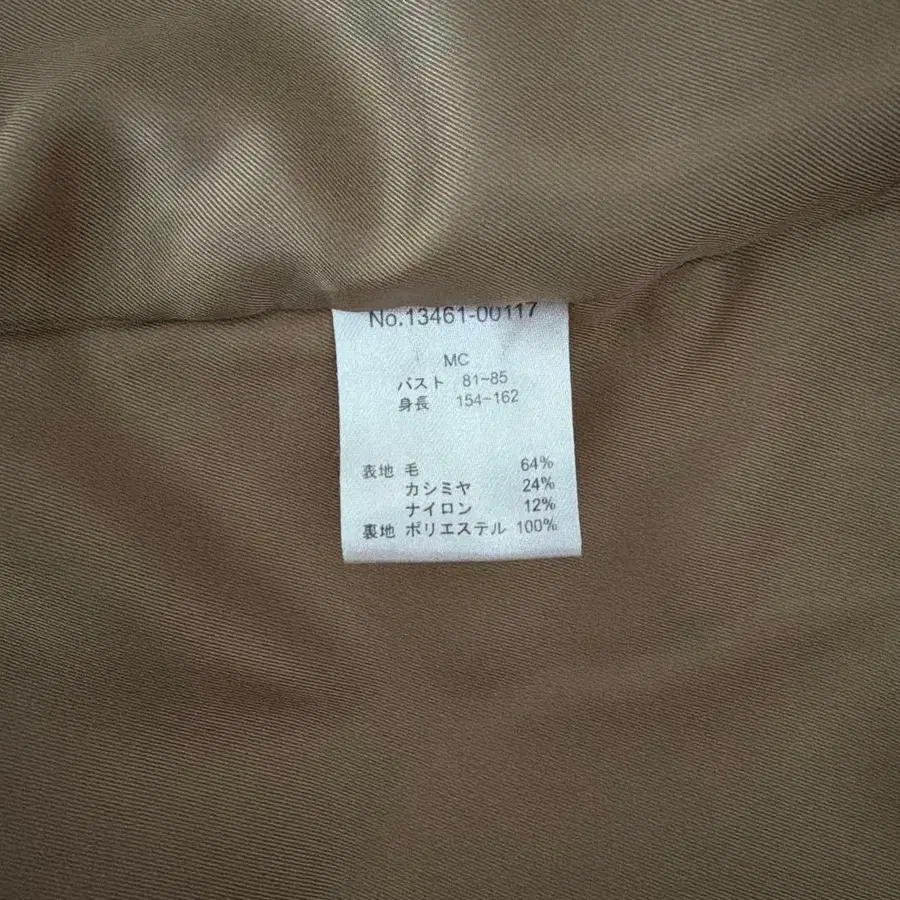 No.13461-00117
MC
バスト 81~85
身長 154~162
表地 毛 64%
カシミヤ 24%
ナイロン 12%
裏地 ポリエステル 100%